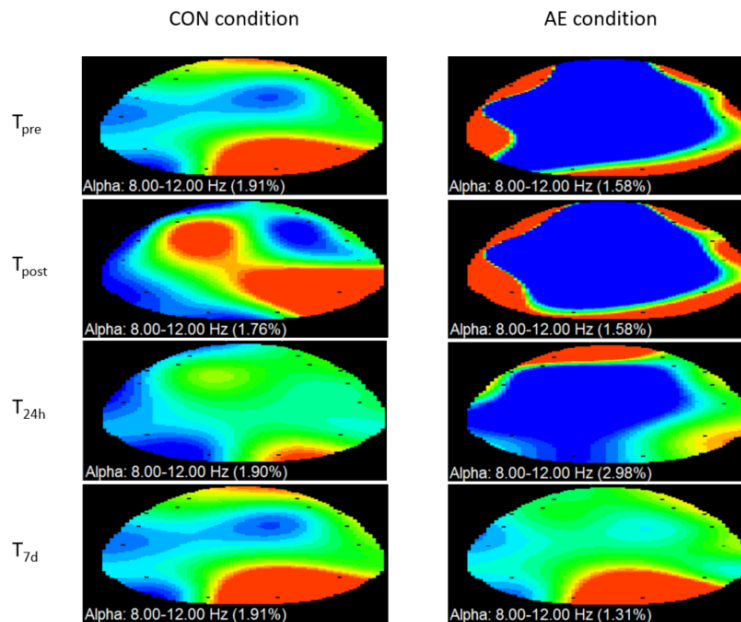 CON condition
AE condition
Tpre
Alpha: 8.00-12.00 Hz (1.91%)
Alpha: 8.00-12.00 Hz (1.58%)
Tpost
Alpha: 8.00-12.00 Hz (1.76%)
Alpha: 8.00-12.00 Hz (1.58%)
T24h
Alpha: 8.00-12.00 Hz (1.90%)
Alpha: 8.00-12.00 Hz (2.98%)
T7d
Alpha: 8.00-12.00 Hz (1.91%)
Alpha: 8.00-12.00 Hz (1.31%)